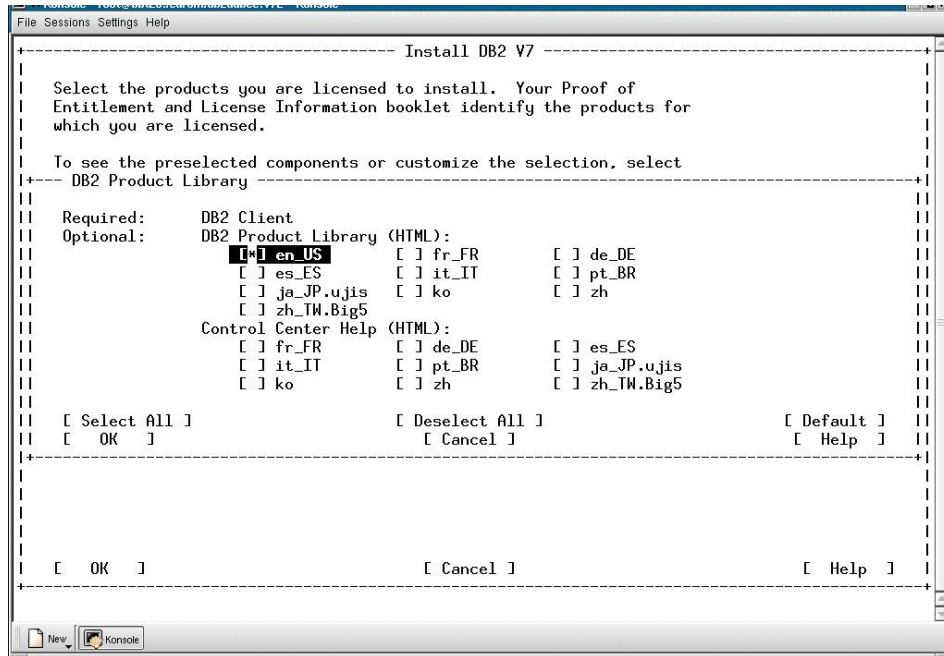 File Sessions Settings Help
Install DB2 V7
Select the products you are licensed to install. Your Proof of
Entitlement and License Information booklet identify the products for
which you are licensed.
To see the preselected components or customize the selection, select
DB2 Product Library
Required: DB2 Client
Optional: DB2 Product Library (HTML):
[*] en_US [ ] fr_FR [ ] de_DE
[ ] es_ES [ ] it_IT [ ] pt_BR
[ ] ja_JP.ujis [ ] ko [ ] zh
[ ] zh_TW.Big5
Control Center Help (HTML):
[ ] fr_FR [ ] de_DE [ ] es_ES
[ ] it_IT [ ] pt_BR [ ] ja_JP.ujis
[ ] ko [ ] zh [ ] zh_TW.Big5
[ Select All ] [ Deselect All ] [ Default ]
[ OK ] [ Cancel ] [ Help ]
[ OK ] [ Cancel ] [ Help ]
New Konsole